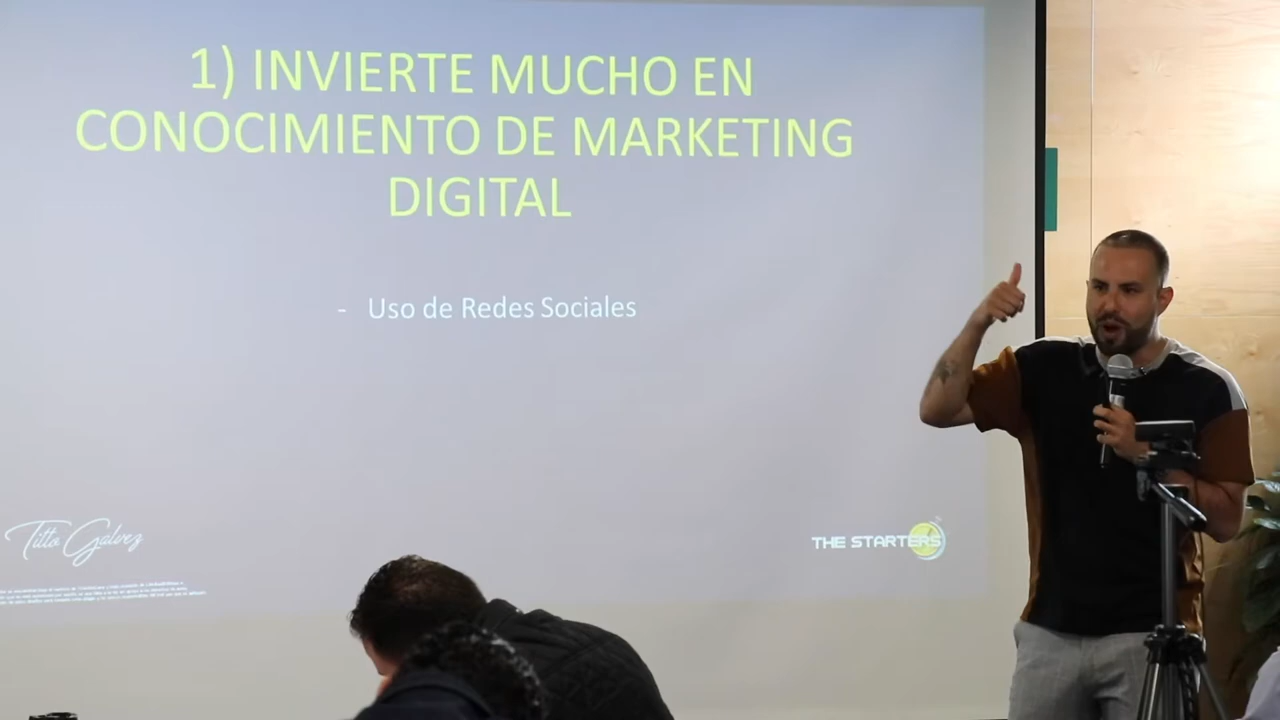 1) INVIERTE MUCHO EN
CONOCIMIENTO DE MARKETING
DIGITAL
- Uso de Redes Sociales
Titto Galvez
THE STARTERS